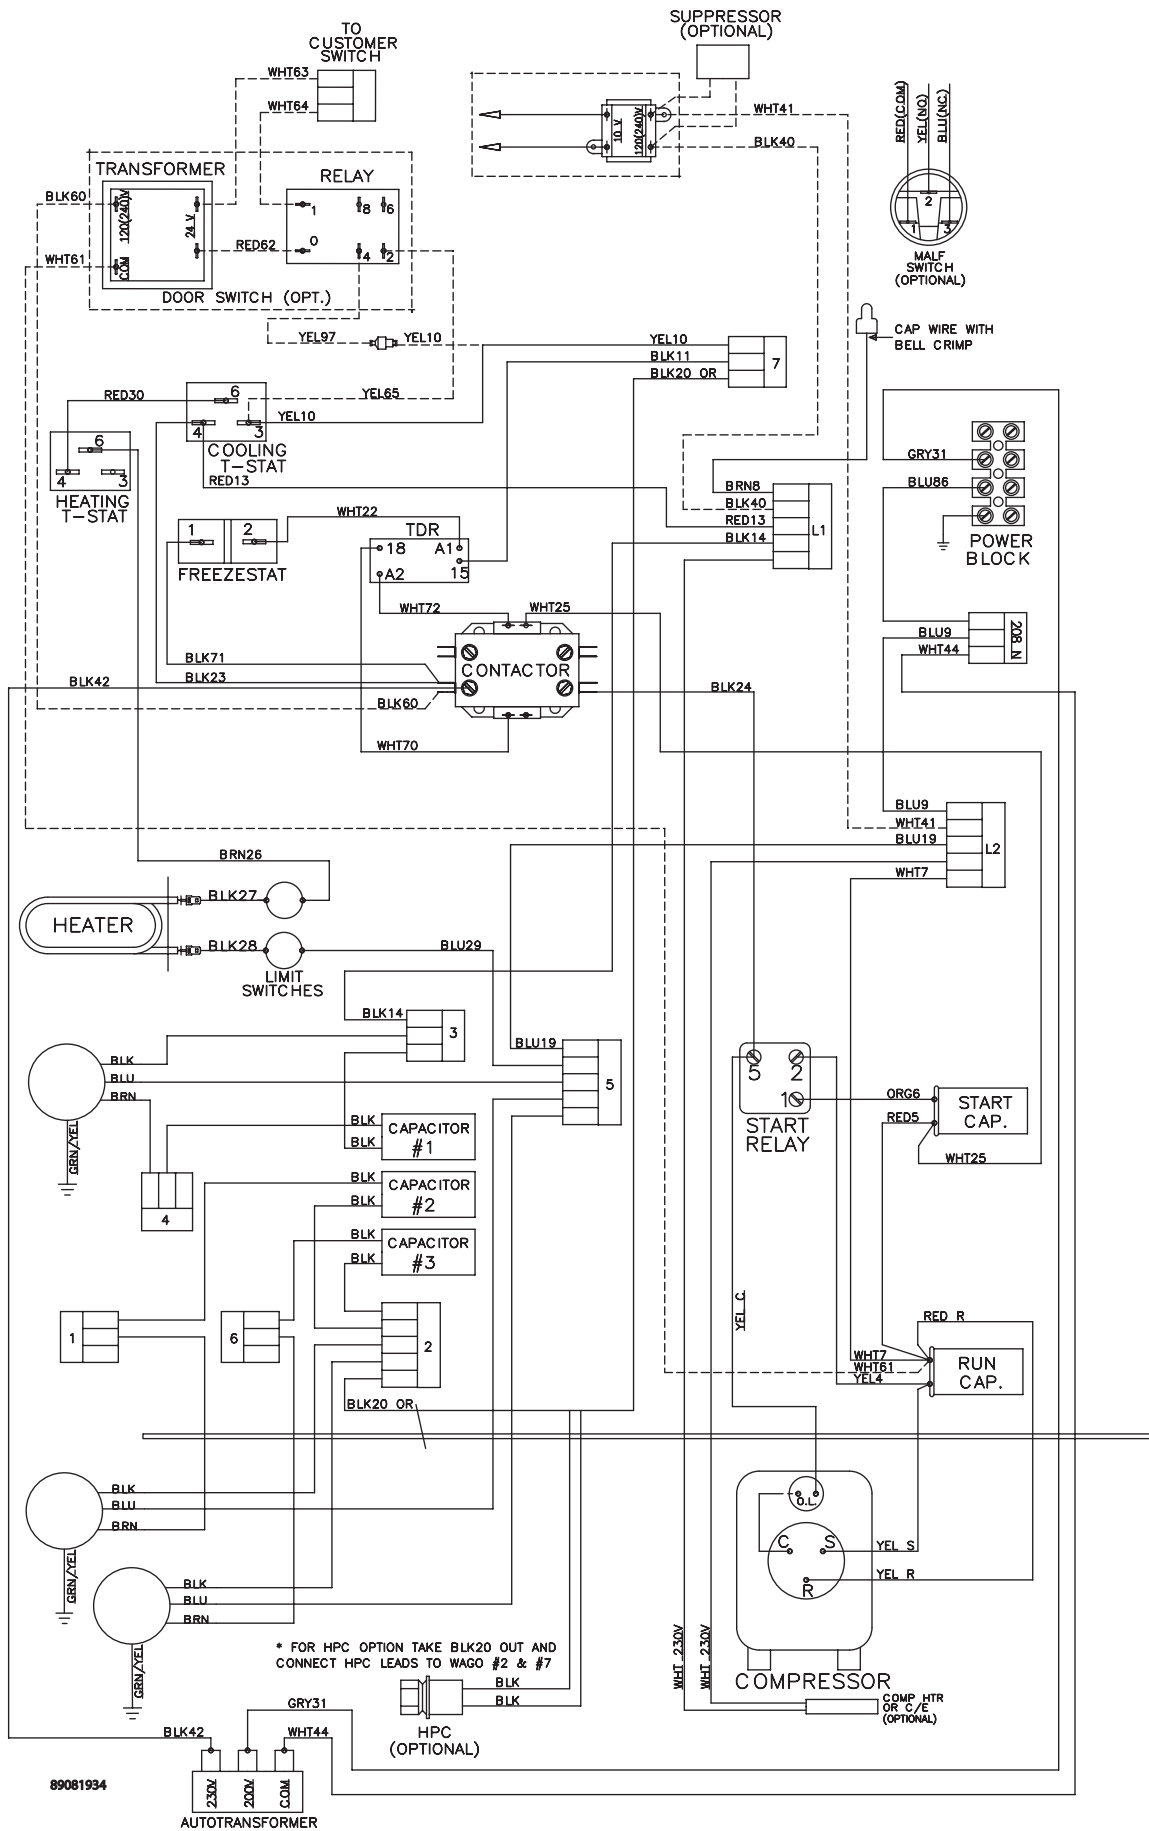 SUPPRESSOR
(OPTIONAL)
TO
CUSTOMER
SWITCH
WHT63
WHT64
10 V
120(240)V
WHT41
BLK40
RED(COM)
YEL(NO)
BLU(NC)
1
2
3
MALF
SWITCH
(OPTIONAL)
TRANSFORMER
120(240)V
COM
24 V
RELAY
1
8
6
0
4
2
BLK60
WHT61
RED62
DOOR SWITCH (OPT.)
YEL97
YEL10
CAP WIRE WITH
BELL CRIMP
YEL10
BLK11
BLK20 OR
7
RED30
YEL65
6
YEL10
4
3
COOLING
T-STAT
6
4
3
HEATING
T-STAT
RED13
GRY31
BLU86
POWER
BLOCK
BRN8
BLK40
RED13
BLK14
L1
WHT22
1
2
FREEZESTAT
TDR
18
A1
A2
15
WHT72
WHT25
BLU9
WHT44
208 N
BLK71
BLK23
BLK42
BLK60
CONTACTOR
BLK24
WHT70
BLU9
WHT41
BLU19
WHT7
L2
BRN26
HEATER
BLK27
BLK28
BLU29
LIMIT
SWITCHES
BLK14
3
BLK
BLU
BRN
GRN/YEL
BLU19
5
5
2
1
START
RELAY
ORG6
RED5
WHT25
START
CAP.
4
BLK
BLK
CAPACITOR
#1
BLK
BLK
CAPACITOR
#2
BLK
BLK
CAPACITOR
#3
1
6
2
BLK20 OR
YEL C
RED R
WHT7
WHT61
YEL4
RUN
CAP.
BLK
BLU
BRN
GRN/YEL
O.L.
C
S
R
YEL S
YEL R
COMPRESSOR
BLK
BLU
BRN
GRN/YEL
* FOR HPC OPTION TAKE BLK20 OUT AND
CONNECT HPC LEADS TO WAGO #2 & #7
BLK
BLK
HPC
(OPTIONAL)
WHT 230V
WHT 230V
COMP HTR
OR C/E
(OPTIONAL)
GRY31
BLK42
WHT44
230V
200V
COM
AUTOTRANSFORMER
89081934